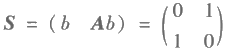 S = ( b  Ab ) = ( 0 1
1 0 )